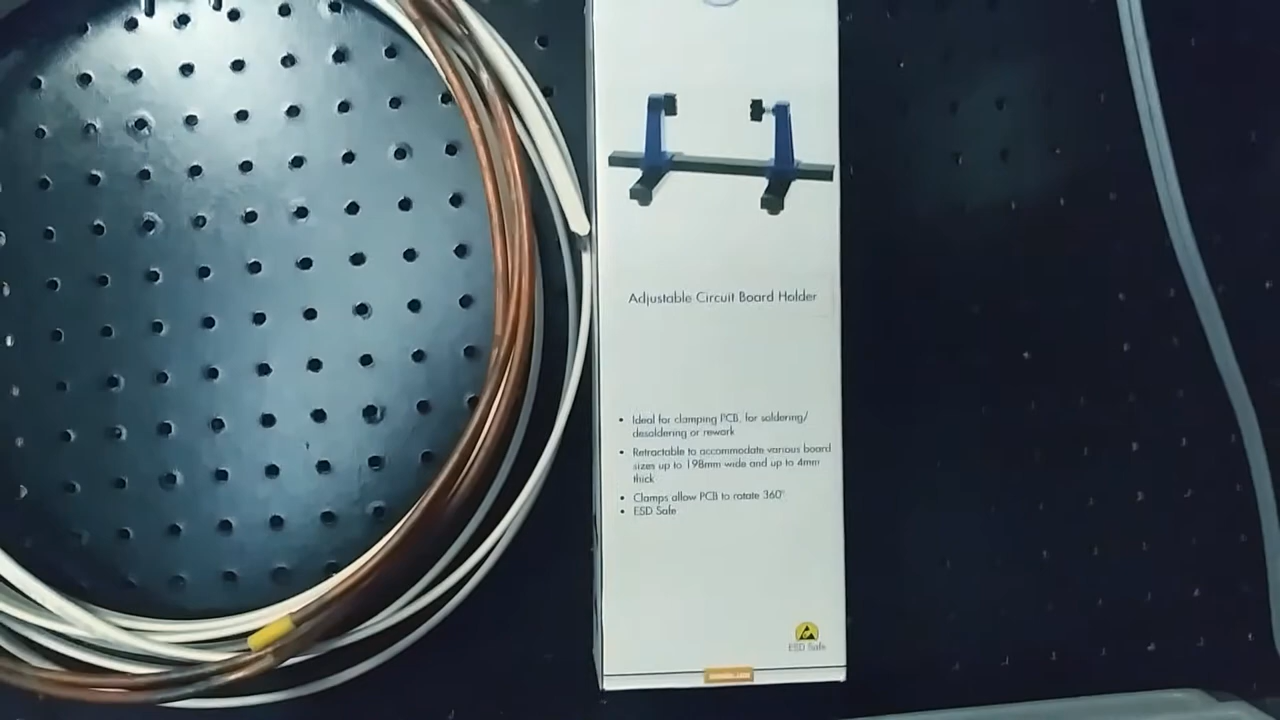 Adjustable Circuit Board Holder
• Ideal for clamping PCB, for soldering/
desoldering or rework
• Retractable to accommodate various board
sizes up to 198mm wide and up to 4mm
thick
• Clamps allow PCB to rotate 360°
• ESD Safe
ESD Safe